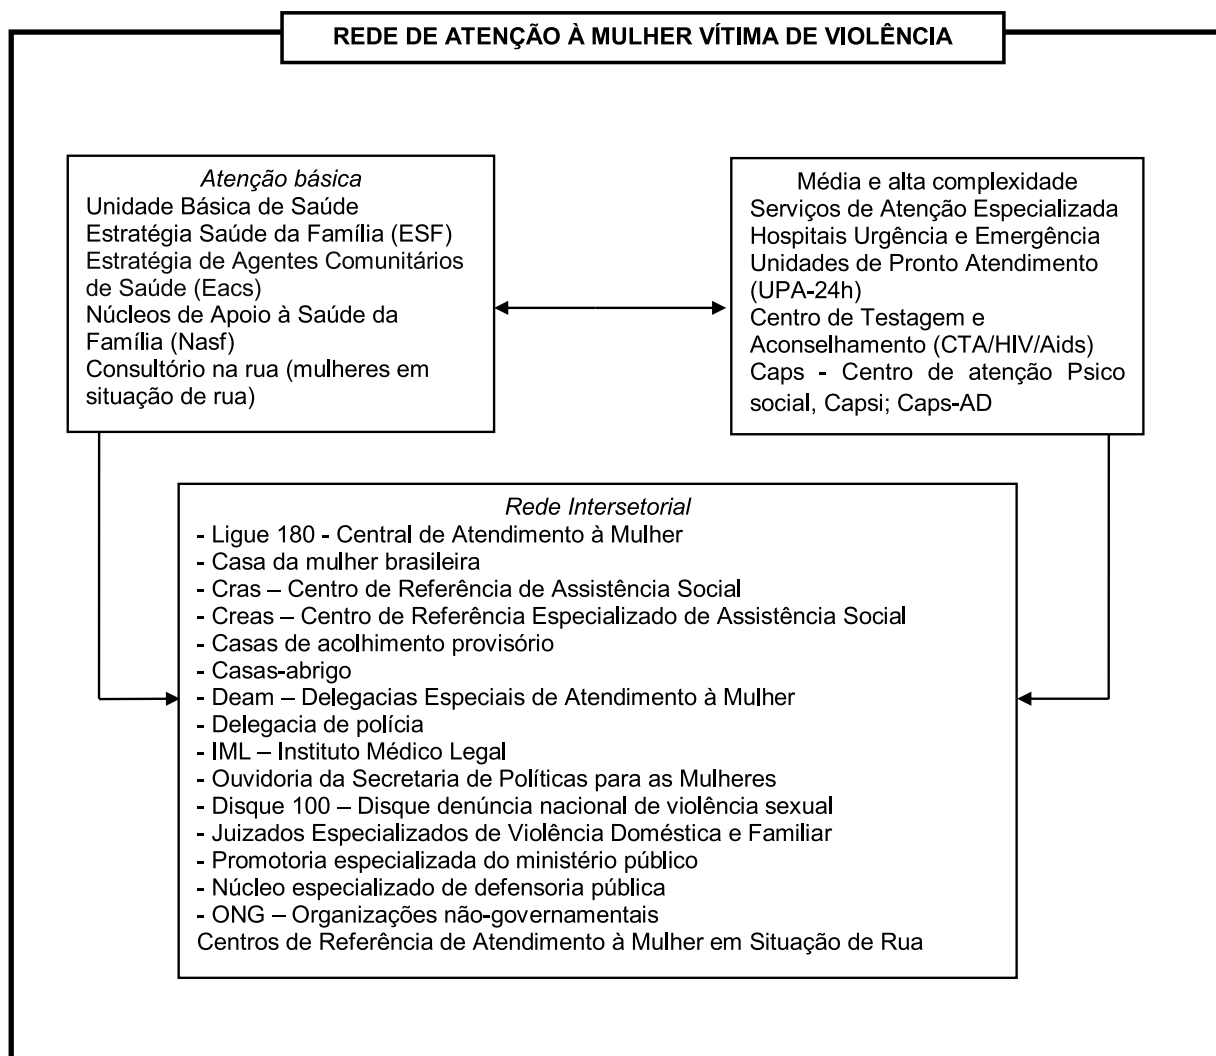 REDE DE ATENÇÃO À MULHER VÍTIMA DE VIOLÊNCIA
Atenção básica
Unidade Básica de Saúde
Estratégia Saúde da Família (ESF)
Estratégia de Agentes Comunitários
de Saúde (Eacs)
Núcleos de Apoio à Saúde da
Família (Nasf)
Consultório na rua (mulheres em
situação de rua)
Média e alta complexidade
Serviços de Atenção Especializada
Hospitais Urgência e Emergência
Unidades de Pronto Atendimento
(UPA-24h)
Centro de Testagem e
Aconselhamento (CTA/HIV/Aids)
Caps - Centro de atenção Psico
social, Capsi; Caps-AD
Rede Intersetorial
- Ligue 180 - Central de Atendimento à Mulher
- Casa da mulher brasileira
- Cras – Centro de Referência de Assistência Social
- Creas – Centro de Referência Especializado de Assistência Social
- Casas de acolhimento provisório
- Casas-abrigo
- Deam – Delegacias Especiais de Atendimento à Mulher
- Delegacia de polícia
- IML – Instituto Médico Legal
- Ouvidoria da Secretaria de Políticas para as Mulheres
- Disque 100 – Disque denúncia nacional de violência sexual
- Juizados Especializados de Violência Doméstica e Familiar
- Promotoria especializada do ministério público
- Núcleo especializado de defensoria pública
- ONG – Organizações não-governamentais
Centros de Referência de Atendimento à Mulher em Situação de Rua